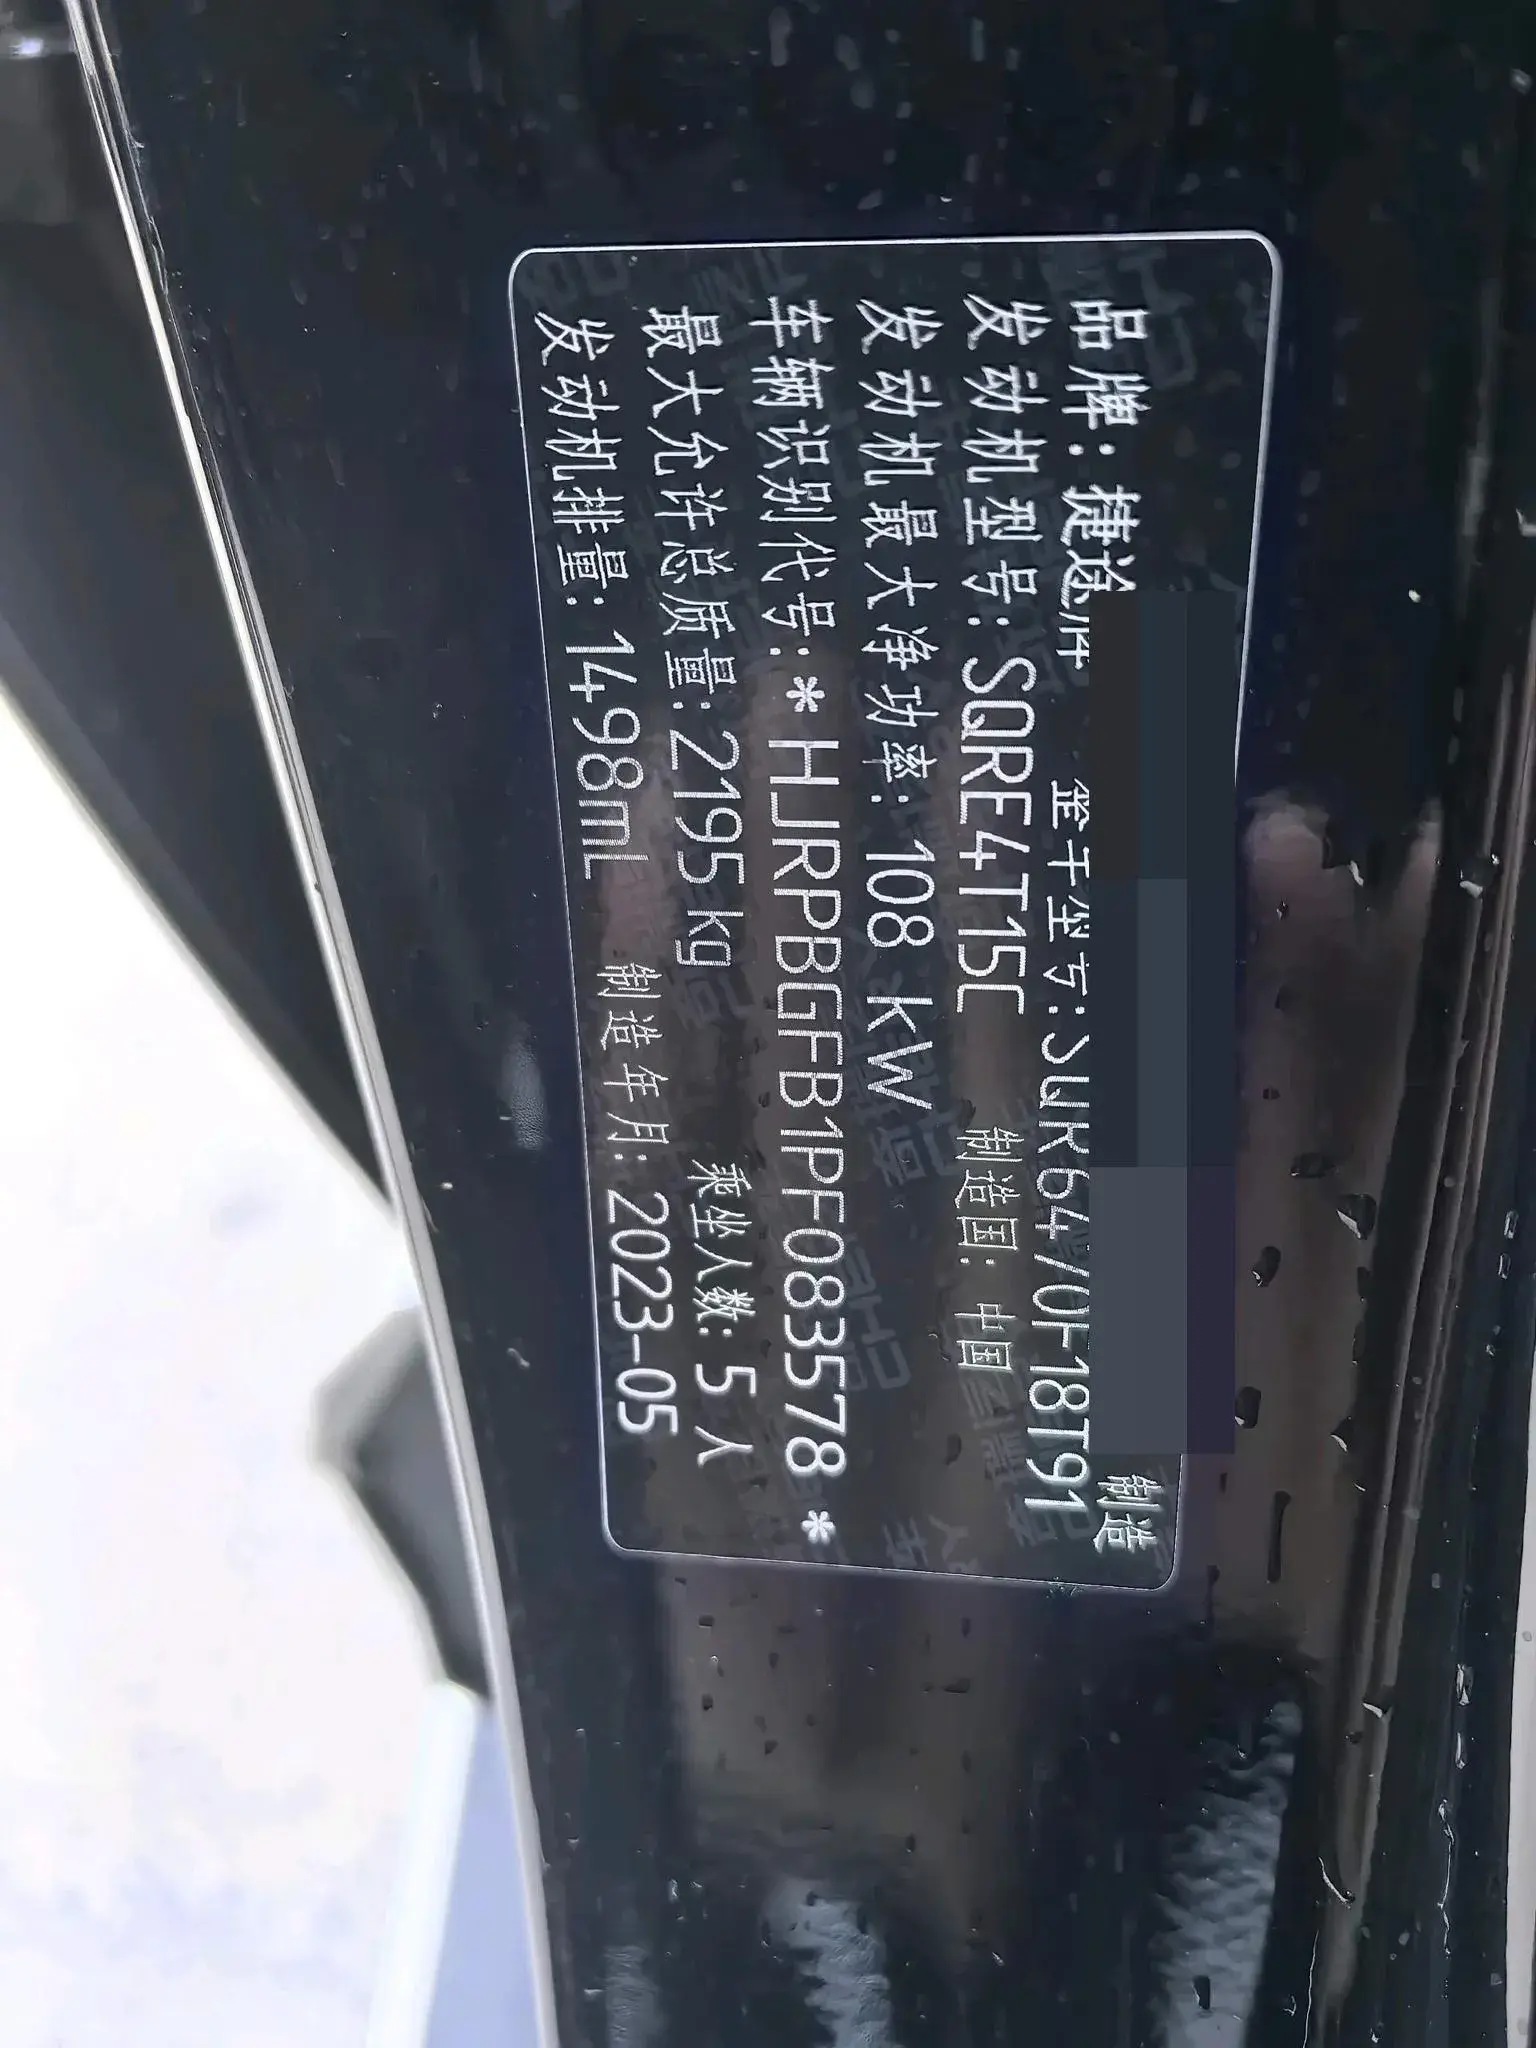 制造
品牌：捷途牌 整车型号：SQR6470F18T91
发动机型号：SQRE4T15C 制造国：中国
发动机最大净功率：108 kW
车辆识别代号：*HJRPBGFB1PF083578*
最大允许总质量：2195kg 乘坐人数：5人
发动机排量：1498mL 制造年月：2023-05